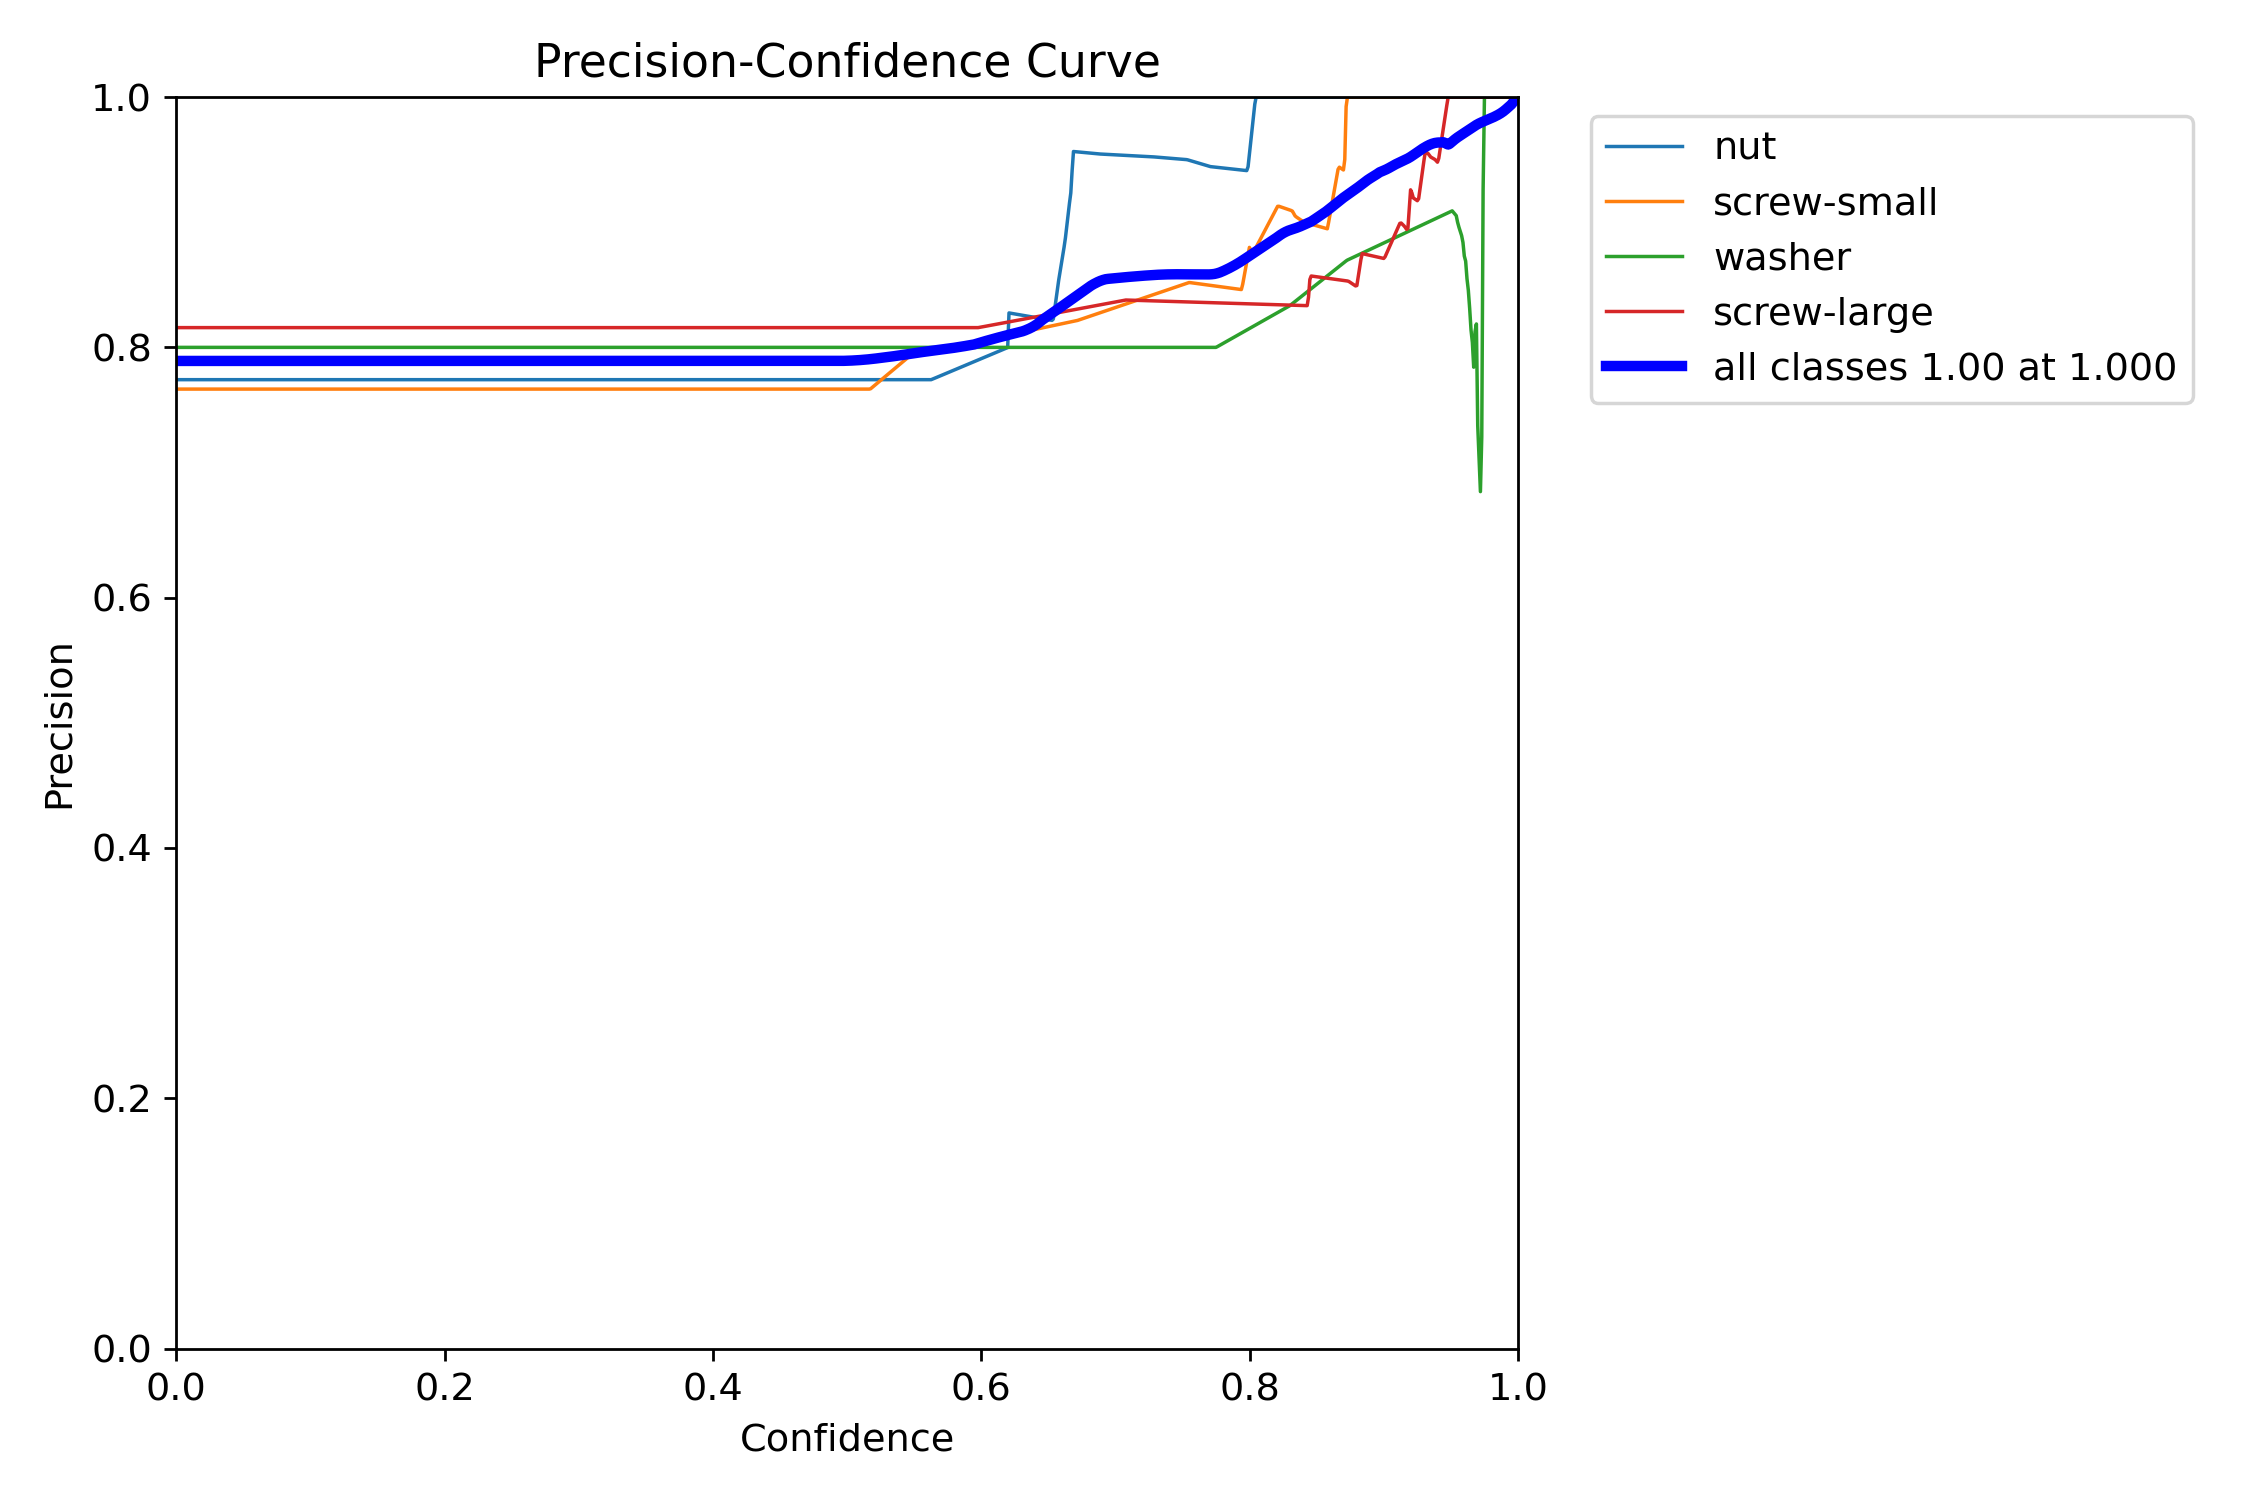 Precision-Confidence Curve
1.0
0.8
0.6
0.4
0.2
0.0
Precision
0.0 0.2 0.4 0.6 0.8 1.0
Confidence
nut
screw-small
washer
screw-large
all classes 1.00 at 1.000